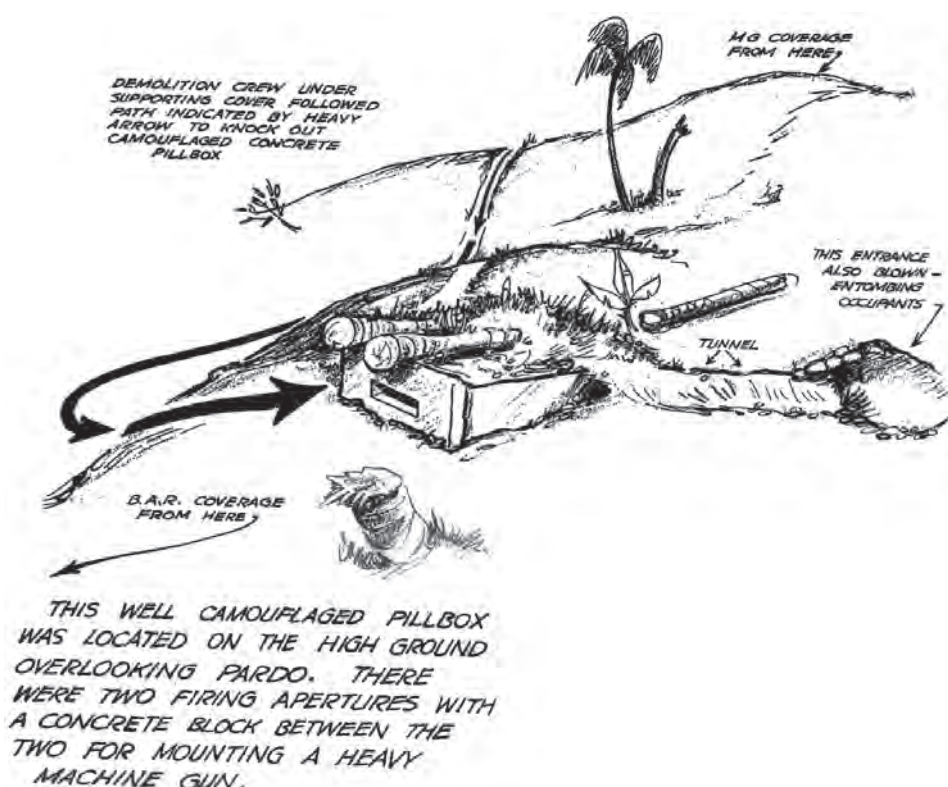 DEMOLITION CREW UNDER
SUPPORTING COVER FOLLOWED
PATH INDICATED BY HEAVY
ARROW TO KNOCK OUT
CAMOUFLAGED CONCRETE
PILLBOX
MG COVERAGE
FROM HERE
THIS ENTRANCE
ALSO BLOWN -
ENTOMBING
OCCUPANTS
TUNNEL
B.A.R. COVERAGE
FROM HERE
THIS WELL CAMOUFLAGED PILLBOX
WAS LOCATED ON THE HIGH GROUND
OVERLOOKING PARDO. THERE
WERE TWO FIRING APERTURES WITH
A CONCRETE BLOCK BETWEEN THE
TWO FOR MOUNTING A HEAVY
MACHINE GUN.